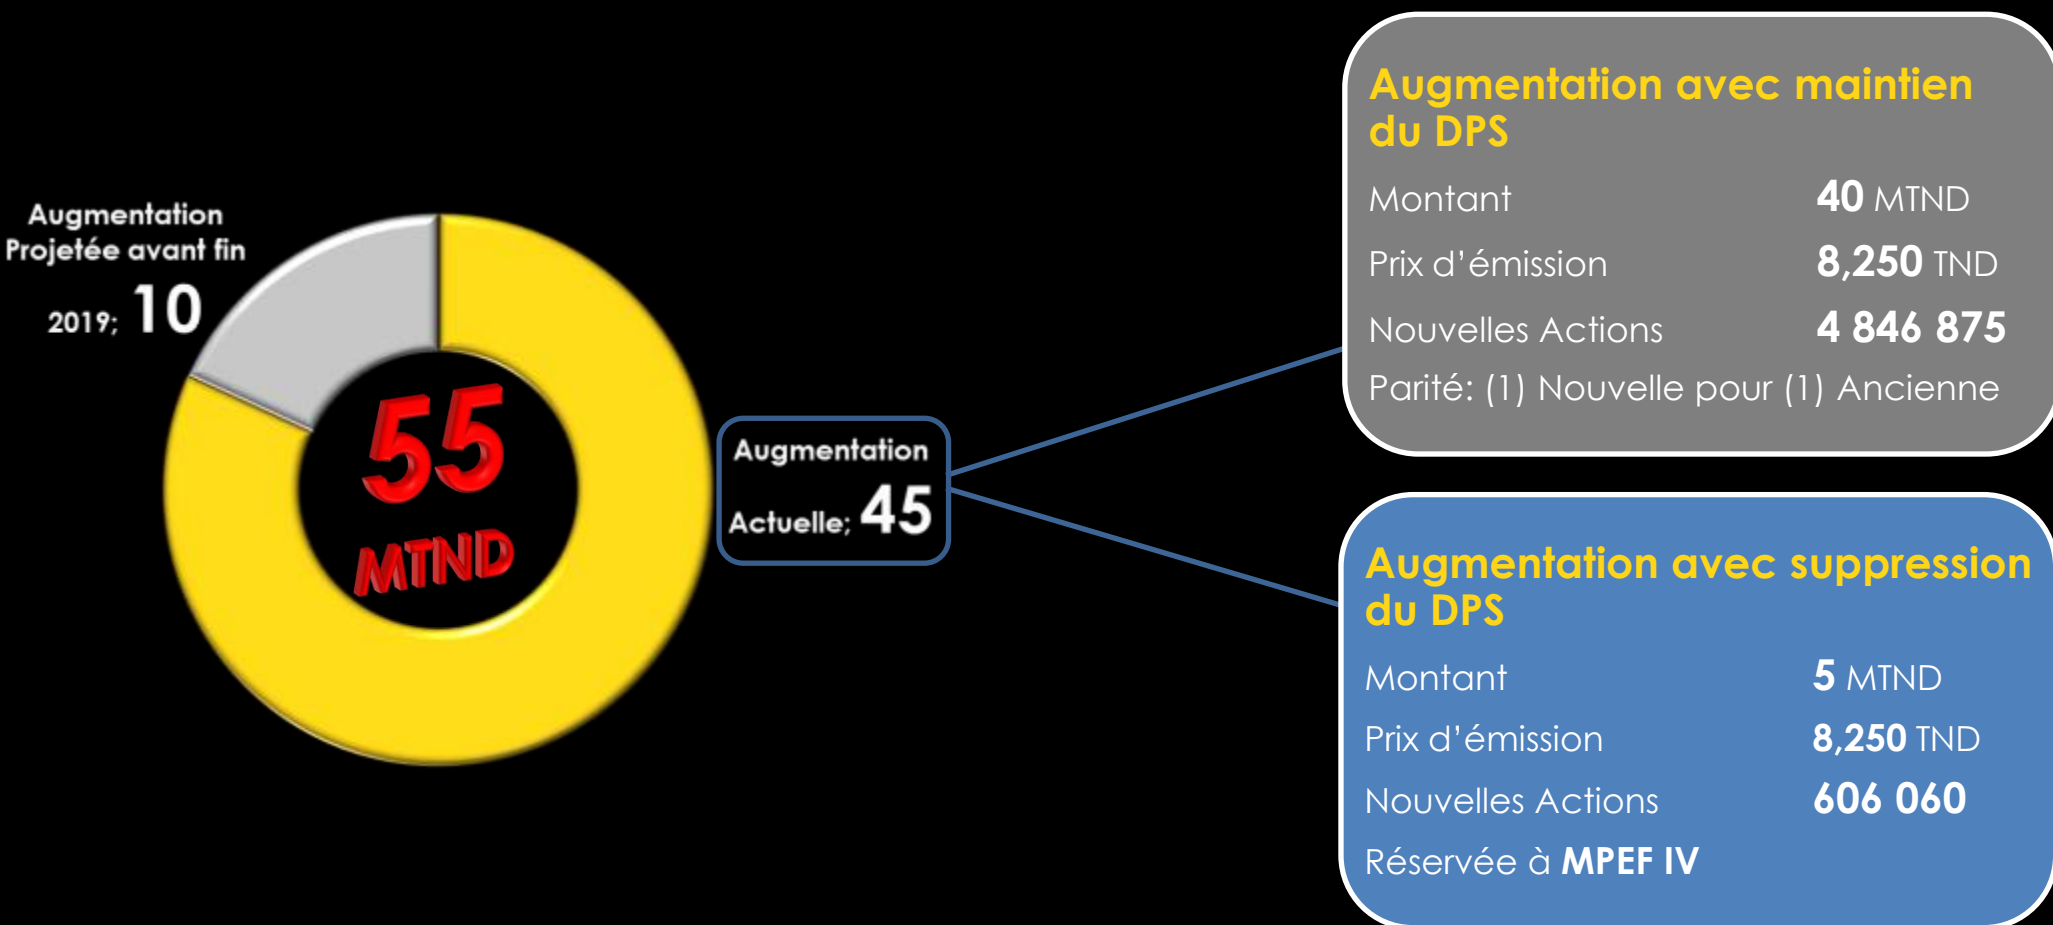 Augmentation
Projetée avant fin
2019; 10
55
MTND
Augmentation
Actuelle; 45
Augmentation avec maintien
du DPS
Montant 40 MTND
Prix d’émission 8,250 TND
Nouvelles Actions 4 846 875
Parité: (1) Nouvelle pour (1) Ancienne
Augmentation avec suppression
du DPS
Montant 5 MTND
Prix d’émission 8,250 TND
Nouvelles Actions 606 060
Réservée à MPEF IV